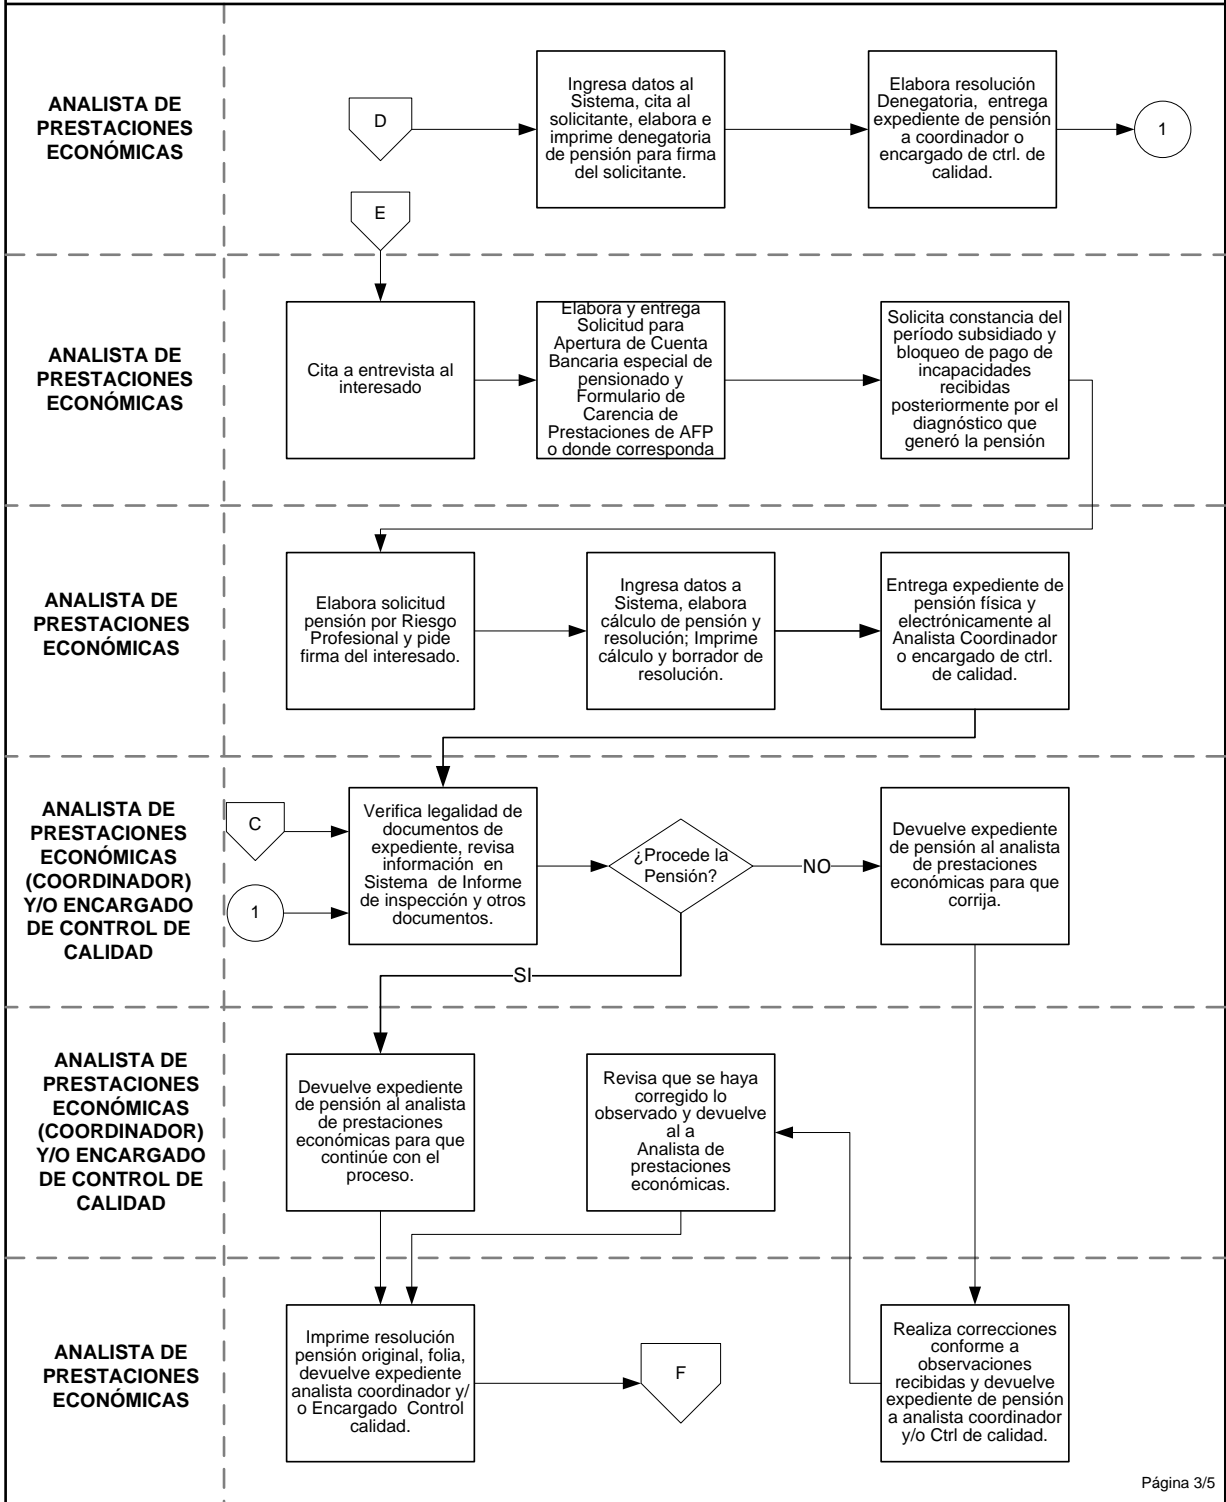 ANALISTA DE
PRESTACIONES
ECONÓMICAS
D
Ingresa datos al
Sistema, cita al
solicitante, elabora e
imprime denegatoria
de pensión para firma
del solicitante.
Elabora resolución
Denegatoria, entrega
expediente de pensión
a coordinador o
encargado de ctrl. de
calidad.
1
E
ANALISTA DE
PRESTACIONES
ECONÓMICAS
Cita a entrevista al
interesado
Elabora y entrega
Solicitud para
Apertura de Cuenta
Bancaria especial de
pensionado y
Formulario de
Carencia de
Prestaciones de AFP
o donde corresponda
Solicita constancia del
período subsidiado y
bloqueo de pago de
incapacidades
recibidas
posteriormente por el
diagnóstico que
generó la pensión
ANALISTA DE
PRESTACIONES
ECONÓMICAS
Elabora solicitud
pensión por Riesgo
Profesional y pide
firma del interesado.
Ingresa datos a
Sistema, elabora
cálculo de pensión y
resolución; Imprime
cálculo y borrador de
resolución.
Entrega expediente de
pensión física y
electrónicamente al
Analista Coordinador
o encargado de ctrl.
de calidad.
ANALISTA DE
PRESTACIONES
ECONÓMICAS
(COORDINADOR)
Y/O ENCARGADO
DE CONTROL DE
CALIDAD
C
1
Verifica legalidad de
documentos de
expediente, revisa
información en
Sistema de Informe
de inspección y otros
documentos.
¿Procede la
Pensión?
NO
Devuelve expediente
de pensión al analista
de prestaciones
económicas para que
corrija.
SI
ANALISTA DE
PRESTACIONES
ECONÓMICAS
(COORDINADOR)
Y/O ENCARGADO
DE CONTROL DE
CALIDAD
Devuelve expediente
de pensión al analista
de prestaciones
económicas para que
continúe con el
proceso.
Revisa que se haya
corregido lo
observado y devuelve
al a
Analista de
prestaciones
económicas.
ANALISTA DE
PRESTACIONES
ECONÓMICAS
Imprime resolución
pensión original, folia,
devuelve expediente
analista coordinador y/
o Encargado Control
calidad.
F
Realiza correcciones
conforme a
observaciones
recibidas y devuelve
expediente de pensión
a analista coordinador
y/o Ctrl de calidad.
Página 3/5